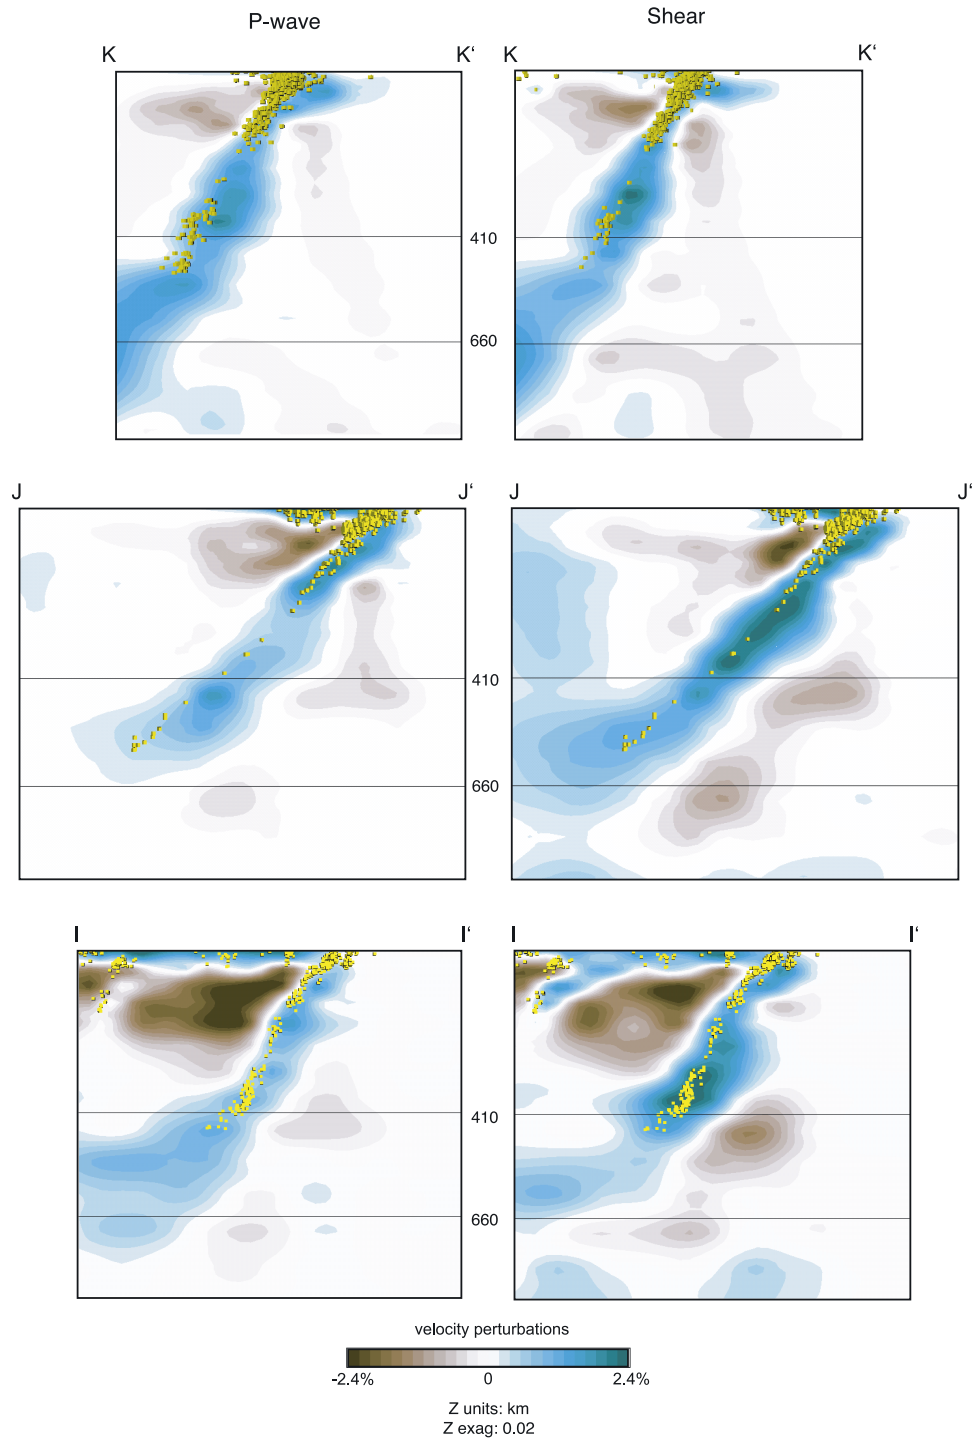 P-wave Shear
K K‘ K K‘
410
660
J J‘ J J‘
410
660
I I‘ I I‘
410
660
velocity perturbations
-2.4% 0 2.4%
Z units: km
Z exag: 0.02